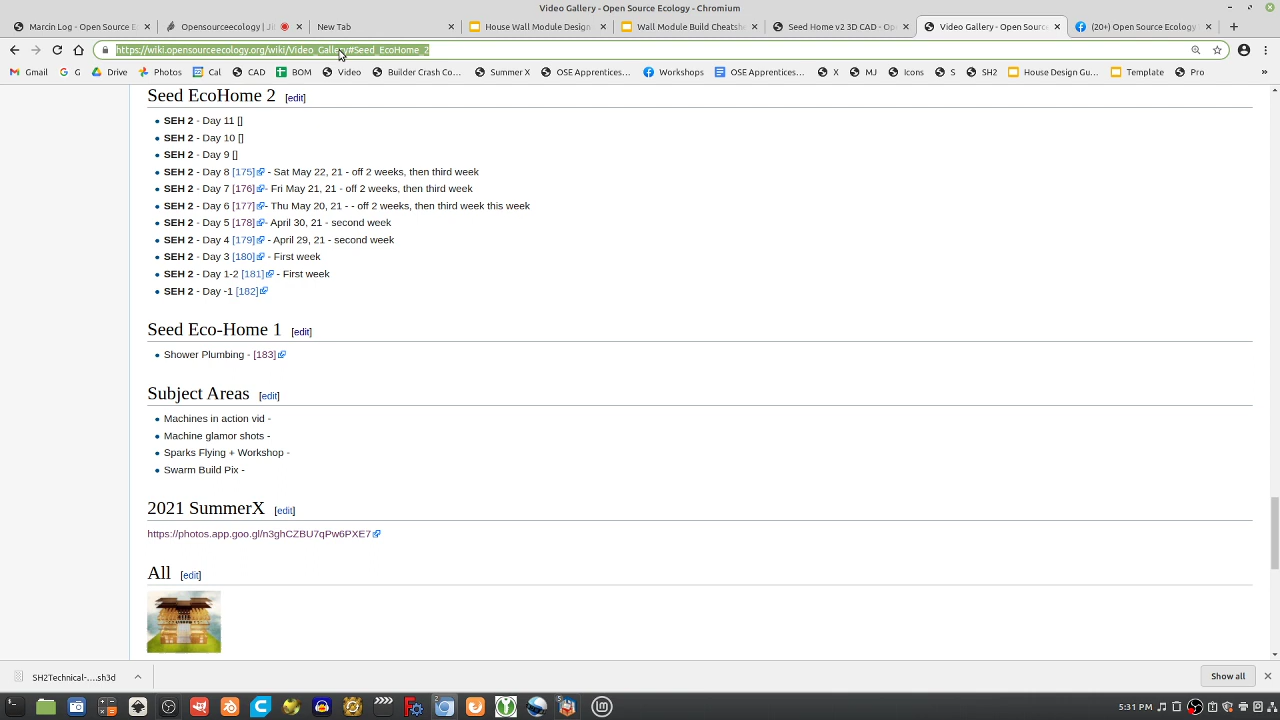 Video Gallery - Open Source Ecology - Chromium
Marcin Log - Open Source E
Opensourceecology | Ji
New Tab
House Wall Module Design
Wall Module Build Cheatshe
Seed Home v2 3D CAD - Op
Video Gallery - Open Source
(20+) Open Source Ecology
https://wiki.opensourceecology.org/wiki/Video_Gallery#Seed_EcoHome_2
Gmail G Drive Photos Cal CAD BOM Video Builder Crash Co... Summer X OSE Apprentices... Workshops OSE Apprentices... X MJ Icons S SH2 House Design Gu... Template Pro »
Seed EcoHome 2 [edit]
SEH 2 - Day 11 []
SEH 2 - Day 10 []
SEH 2 - Day 9 []
SEH 2 - Day 8 [175] - Sat May 22, 21 - off 2 weeks, then third week
SEH 2 - Day 7 [176]- Fri May 21, 21 - off 2 weeks, then third week
SEH 2 - Day 6 [177]- Thu May 20, 21 - - off 2 weeks, then third week this week
SEH 2 - Day 5 [178]- April 30, 21 - second week
SEH 2 - Day 4 [179] - April 29, 21 - second week
SEH 2 - Day 3 [180] - First week
SEH 2 - Day 1-2 [181] - First week
SEH 2 - Day -1 [182]
Seed Eco-Home 1 [edit]
Shower Plumbing - [183]
Subject Areas [edit]
Machines in action vid -
Machine glamor shots -
Sparks Flying + Workshop -
Swarm Build Pix -
2021 SummerX [edit]
https://photos.app.goo.gl/n3ghCZBU7qPw6PXE7
All [edit]
SH2Technical-....sh3d
Show all
5:31 PM